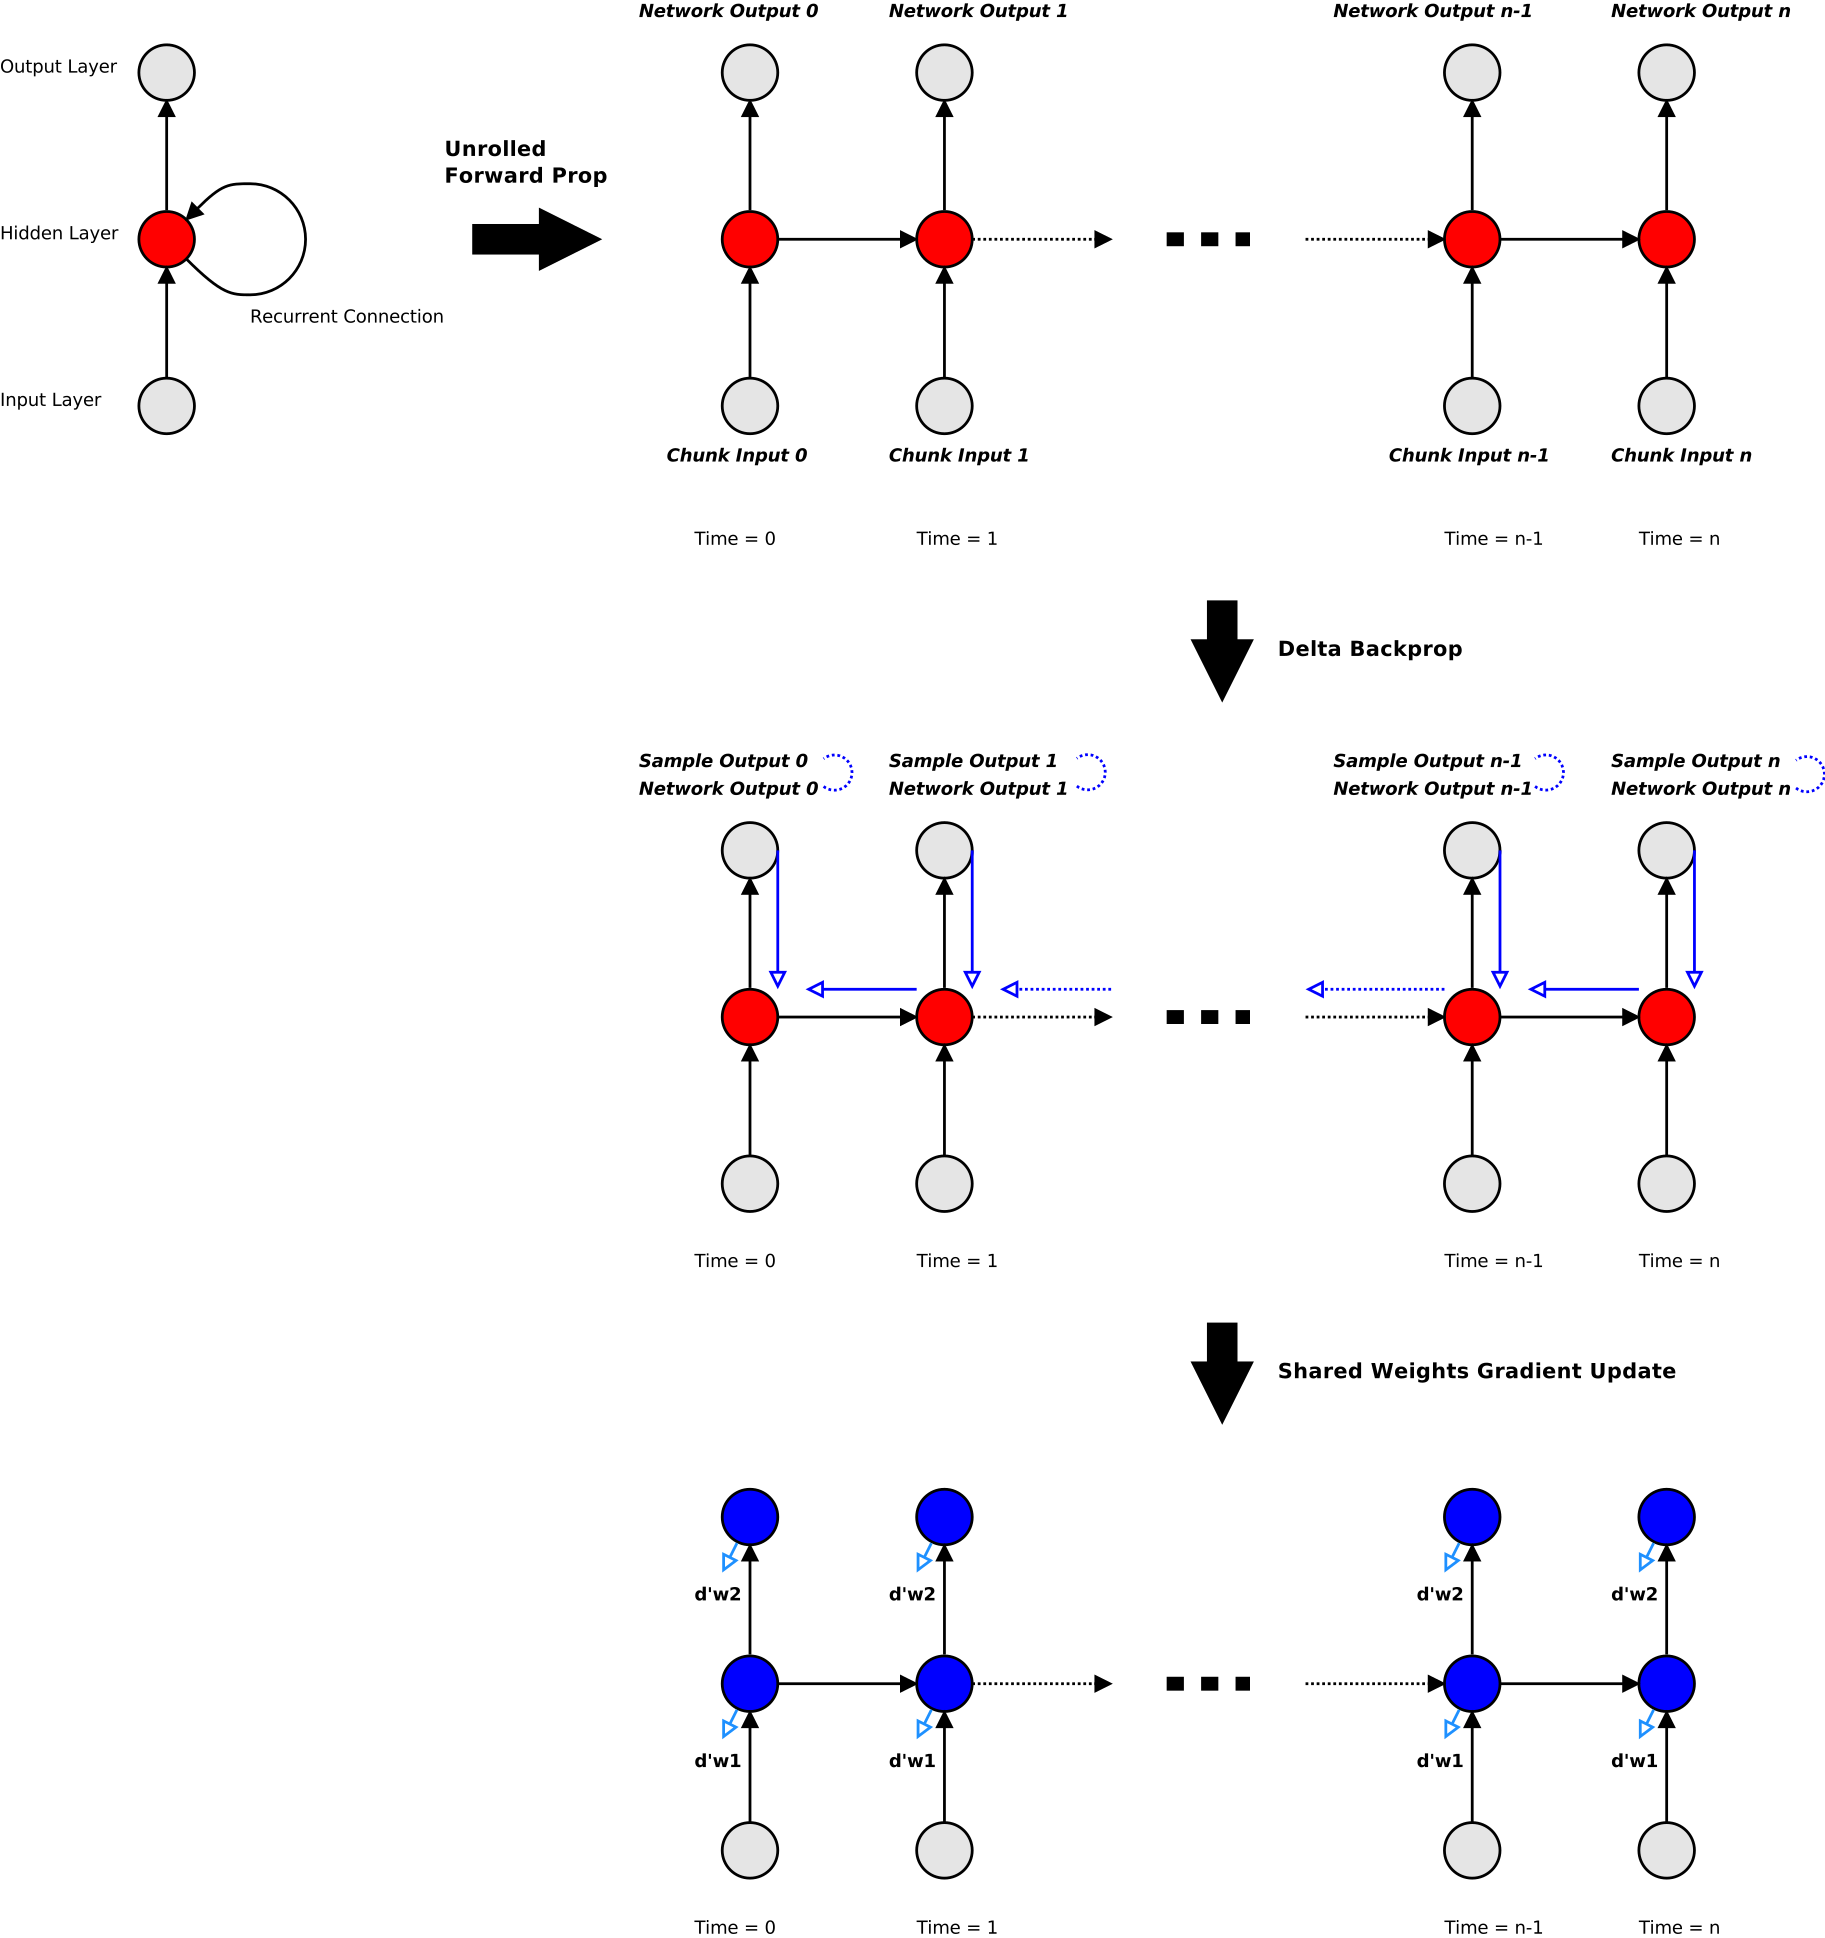 Network Output 0
Network Output 1
Network Output n-1
Network Output n
Output Layer
Unrolled
Forward Prop
Hidden Layer
Recurrent Connection
Input Layer
Chunk Input 0
Chunk Input 1
Chunk Input n-1
Chunk Input n
Time = 0
Time = 1
Time = n-1
Time = n
Delta Backprop
Sample Output 0
Network Output 0
Sample Output 1
Network Output 1
Sample Output n-1
Network Output n-1
Sample Output n
Network Output n
Time = 0
Time = 1
Time = n-1
Time = n
Shared Weights Gradient Update
d'w2
d'w2
d'w2
d'w2
d'w1
d'w1
d'w1
d'w1
Time = 0
Time = 1
Time = n-1
Time = n